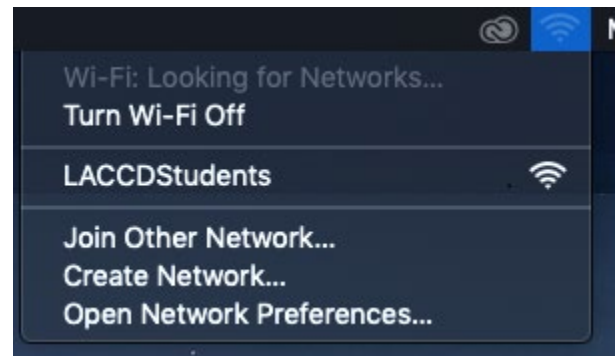 Wi-Fi: Looking for Networks...
Turn Wi-Fi Off
LACCDStudents
Join Other Network...
Create Network...
Open Network Preferences...